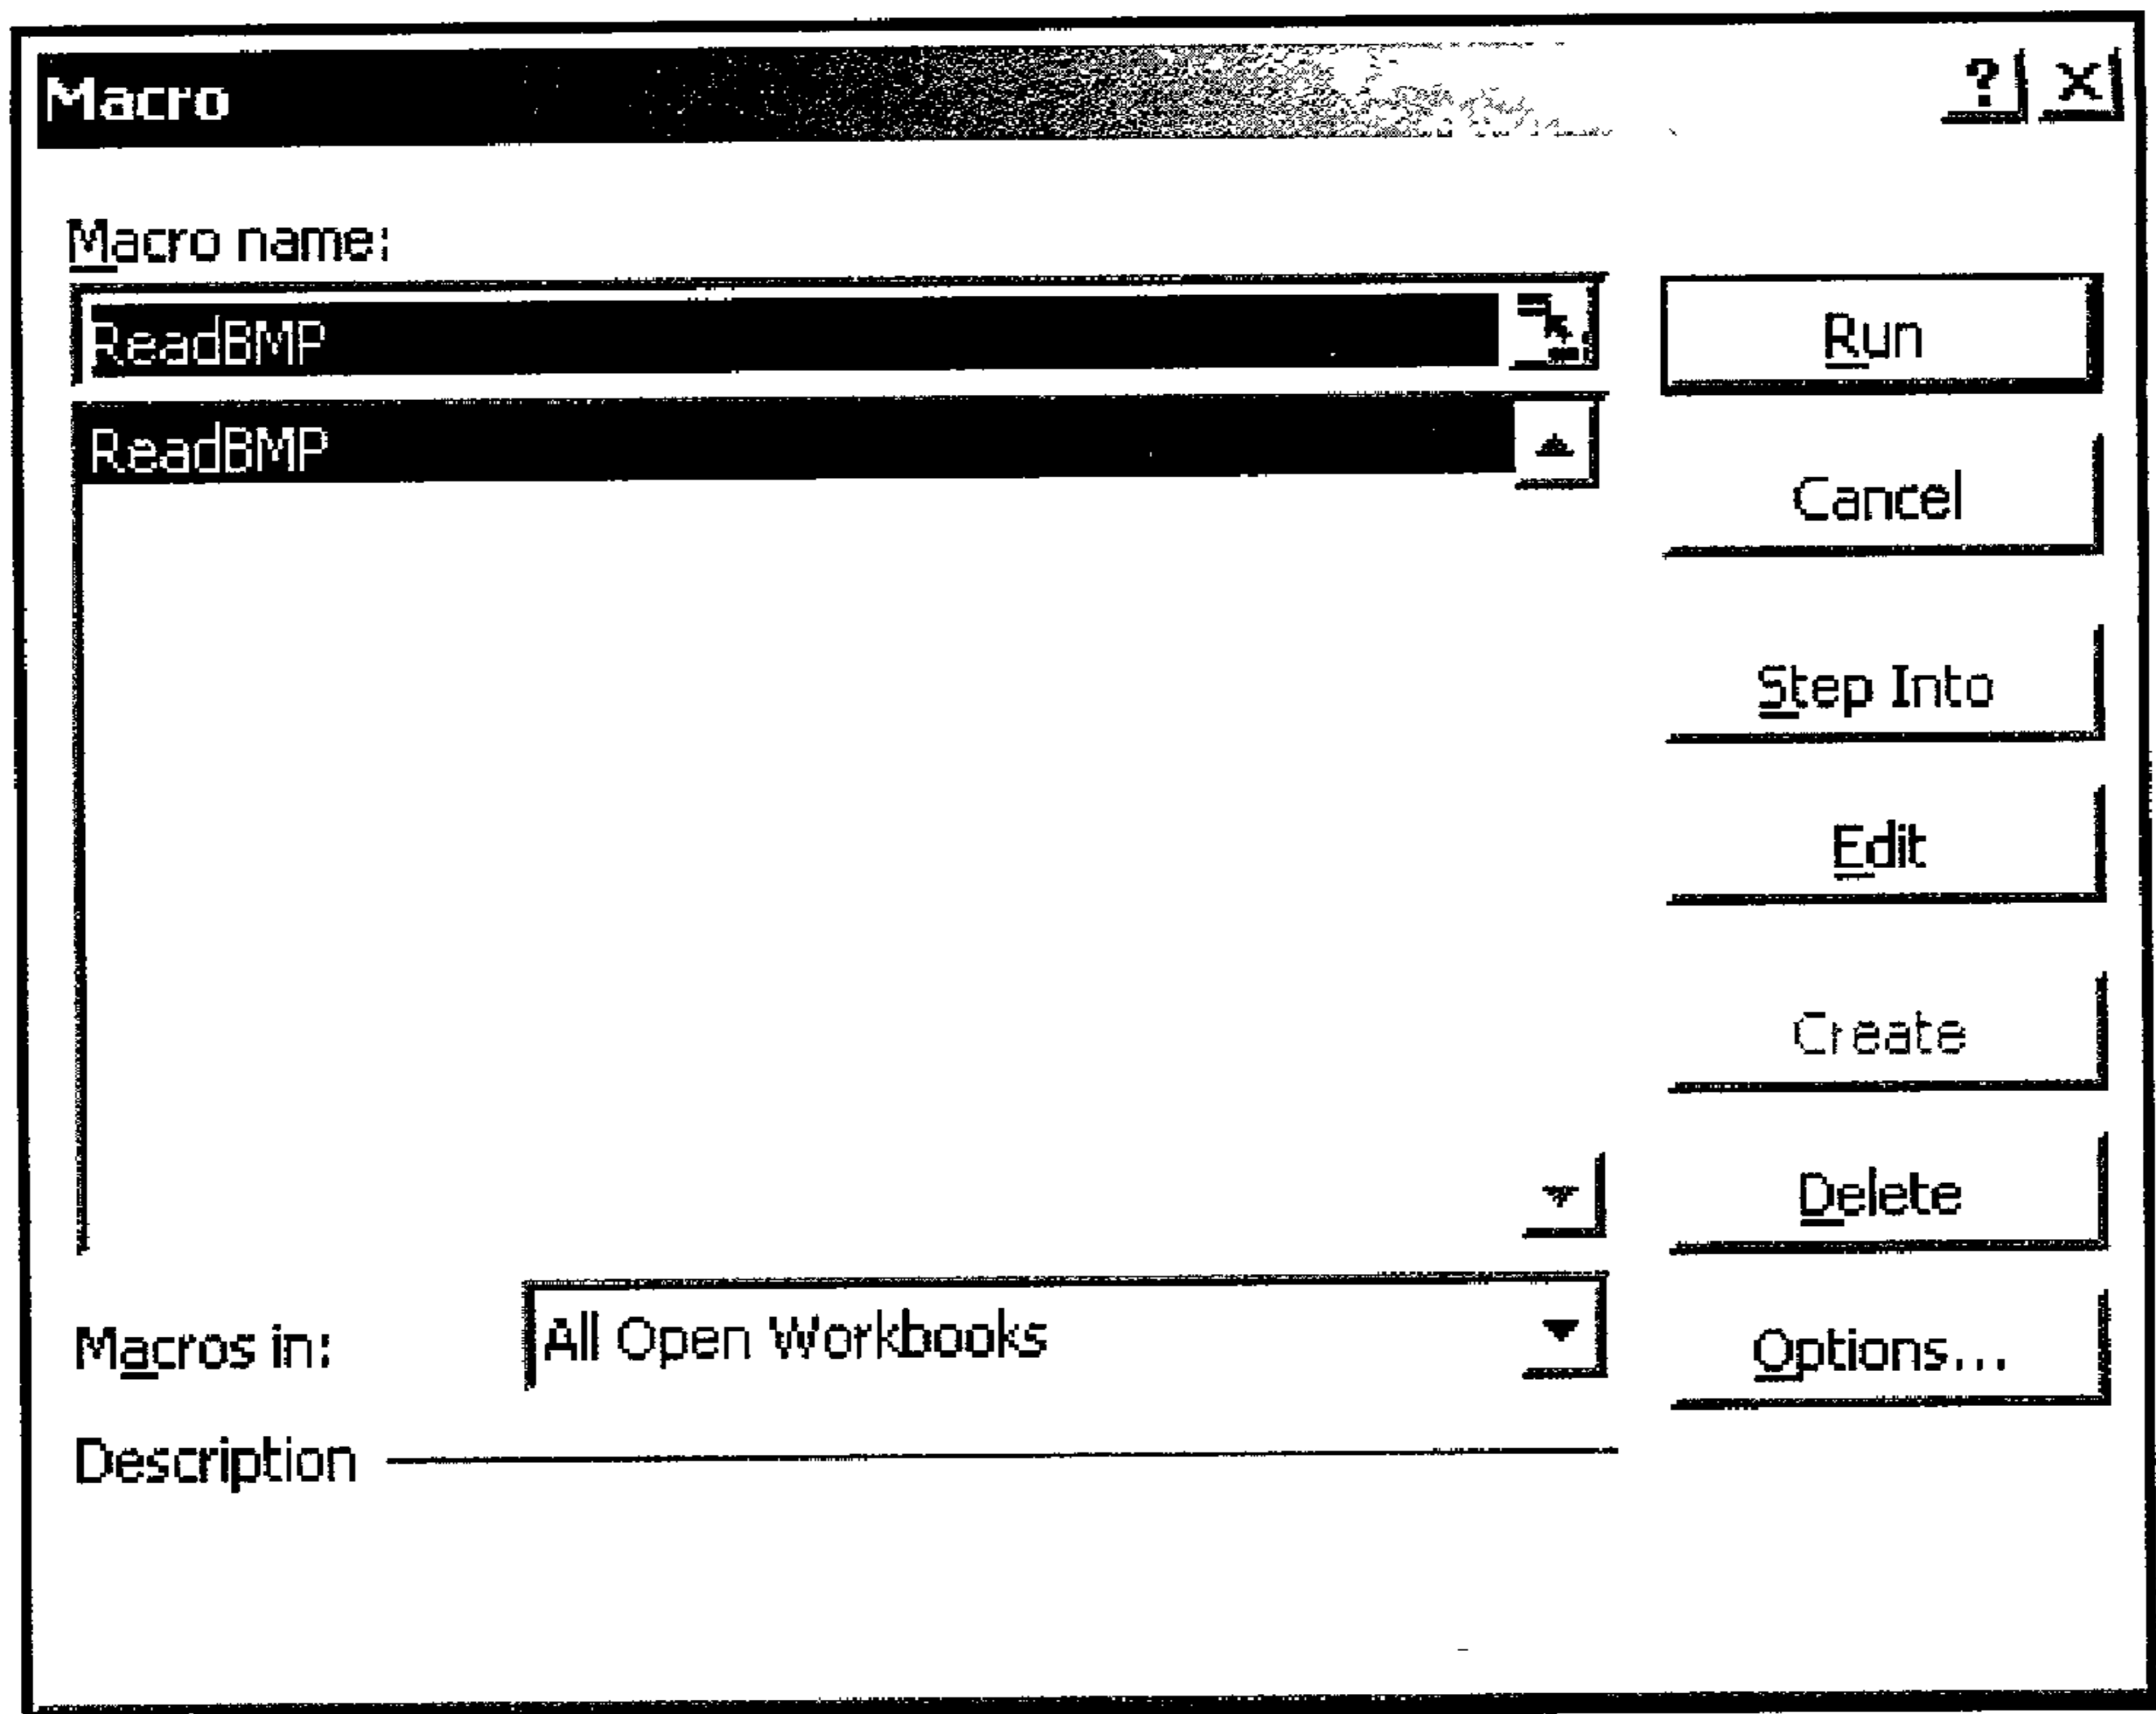 Macro ? X
Macro name:
ReadBMP
Run
ReadBMP
Cancel
Step Into
Edit
Create
Delete
Macros in: All Open Workbooks
Options...
Description